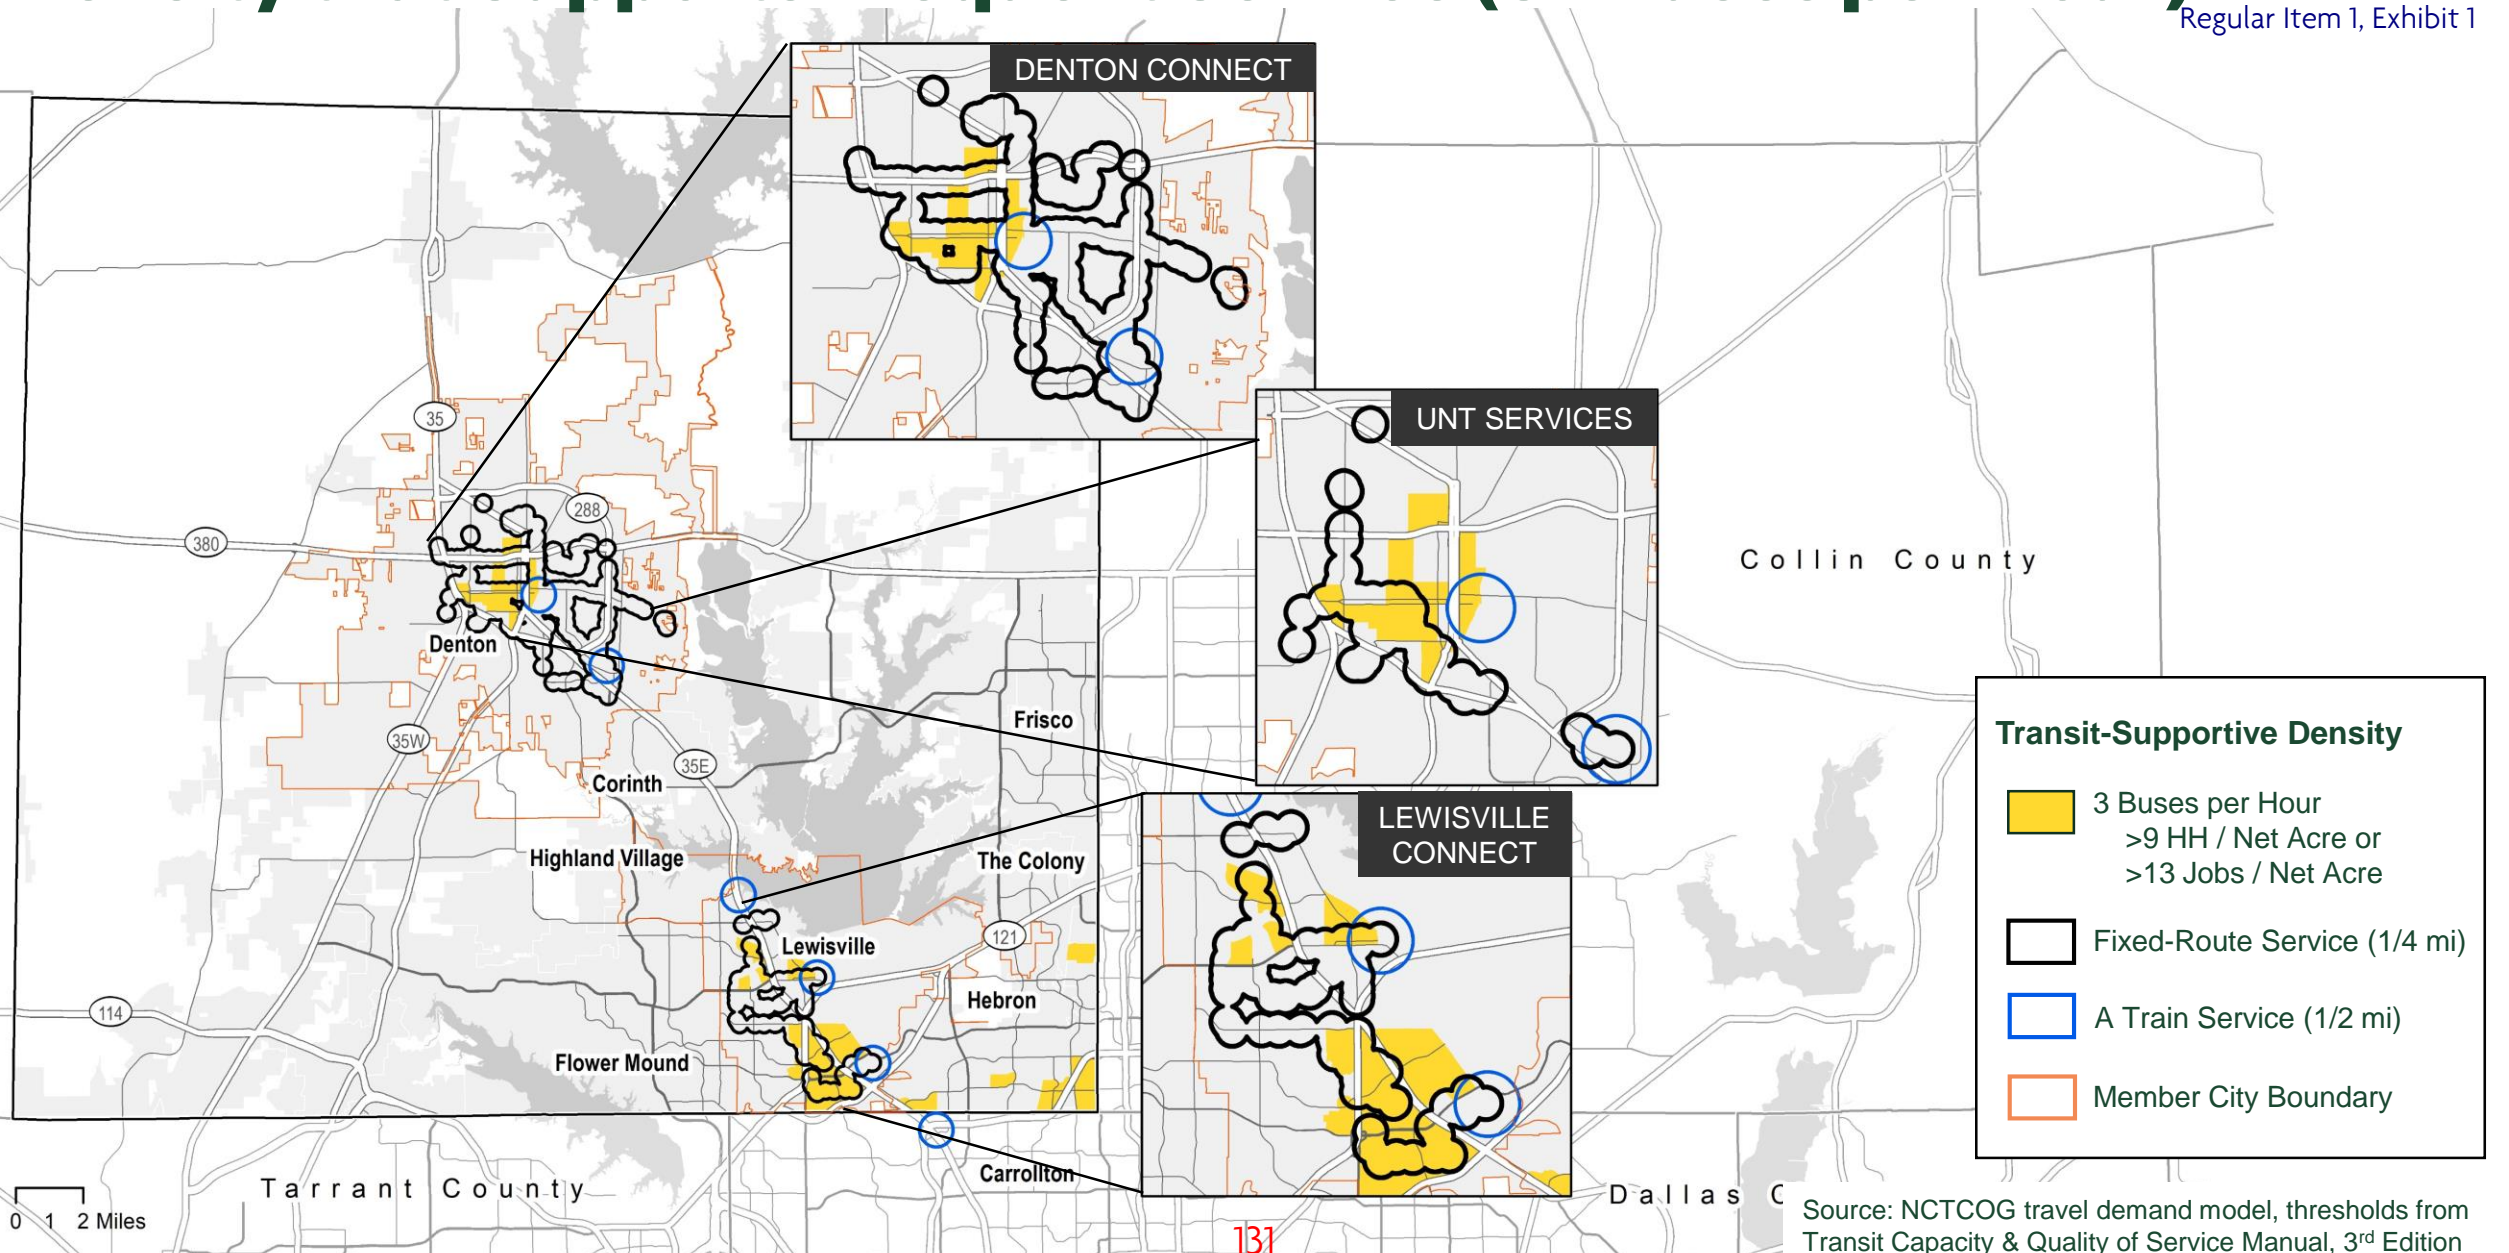 Regular Item 1, Exhibit 1
DENTON CONNECT
UNT SERVICES
35
288
380
Denton
Collin County
Frisco
35W
35E
Corinth
Transit-Supportive Density
3 Buses per Hour
>9 HH / Net Acre or
>13 Jobs / Net Acre
LEWISVILLE
CONNECT
Highland Village
The Colony
Lewisville
121
Fixed-Route Service (1/4 mi)
Hebron
114
A Train Service (1/2 mi)
Flower Mound
Member City Boundary
Carrollton
Tarrant County
Dallas C
0 1 2 Miles
Source: NCTCOG travel demand model, thresholds from
Transit Capacity & Quality of Service Manual, 3rd Edition
131